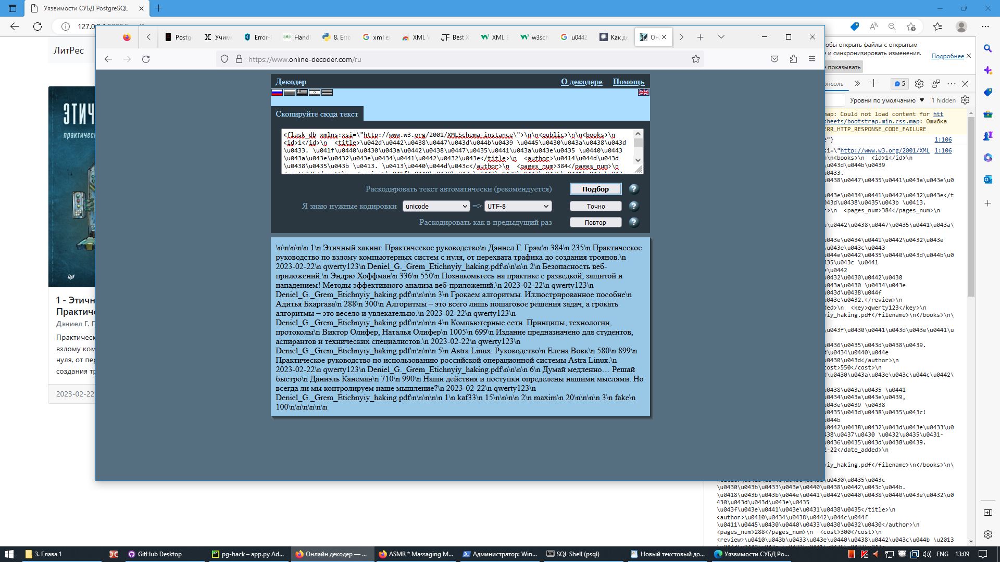 Уязвимости СУБД PostgreSQL
127.0.0.1:5000
ЛитРес
Postgr
Учимс
Error-
Handl
8. Erro
xml e
XML V
Best X
XML E
w3sch
u0442
Как де
Он
https://www.online-decoder.com/ru
Декодер
О декодере
Помощь
Скопируйте сюда текст
<flask_db xmlns:xsi=\"http://www.w3.org/2001/XMLSchema-instance\">\n\n<public>\n\n<books>\n
<id>1</id>\n  <title>\u042d\u0442\u0438\u0447\u043d\u044b\u0439 \u0445\u0430\u043a\u0438\u043d
\u0433. \u041f\u0440\u0430\u043a\u0442\u0438\u0447\u0435\u0441\u043a\u043e\u0435 \u0440\u0443
\u043a\u043e\u0432\u043e\u0434\u0441\u0442\u0432\u043e</title>\n  <author>\u0414\u044d\u043d
\u0438\u0435\u043b \u0413. \u0413\u0440\u044d\u043c</author>\n  <pages_num>384</pages_num>\n
Раскодировать текст автоматически (рекомендуется)
Подбор
?
Я знаю нужные кодировки
unicode
=>
UTF-8
Точно
?
Раскодировать как в предыдущий раз
Повтор
?
\n\n\n\n\n 1\n Этичный хакинг. Практическое руководство\n Дэниел Г. Грэм\n 384\n 235\n Практическое
руководство по взлому компьютерных систем с нуля, от перехвата трафика до создания троянов.\n
2023-02-22\n qwerty123\n Deniel_G._Grem_Etichnyiy_haking.pdf\n\n\n\n 2\n Безопасность веб-
приложений.\n Эндрю Хоффман\n 336\n 550\n Познакомьтесь на практике с разведкой, защитой и
нападением! Методы эффективного анализа веб-приложений.\n 2023-02-22\n qwerty123\n
Deniel_G._Grem_Etichnyiy_haking.pdf\n\n\n\n 3\n Грокаем алгоритмы. Иллюстрированное пособие\n
Адитья Бхаргава\n 288\n 300\n Алгоритмы – это всего лишь пошаговое решения задач, а грокать
алгоритмы – это весело и увлекательно.\n 2023-02-22\n qwerty123\n
Deniel_G._Grem_Etichnyiy_haking.pdf\n\n\n\n 4\n Компьютерные сети. Принципы, технологии,
протоколы\n Виктор Олифер, Наталья Олифер\n 1005\n 699\n Издание предназначено для студентов,
аспирантов и технических специалистов.\n 2023-02-22\n qwerty123\n
Deniel_G._Grem_Etichnyiy_haking.pdf\n\n\n\n 5\n Astra Linux. Руководство\n Елена Вовк\n 580\n 899\n
Практическое руководство по использованию российской операционной системы Astra Linux.\n
2023-02-22\n qwerty123\n Deniel_G._Grem_Etichnyiy_haking.pdf\n\n\n\n 6\n Думай медленно… Решай
быстро\n Даниэль Канеман\n 710\n 990\n Наши действия и поступки определены нашими мыслями. Но
всегда ли мы контролируем наше мышление?\n 2023-02-22\n qwerty123\n
Deniel_G._Grem_Etichnyiy_haking.pdf\n\n\n\n\n 1\n kaf33\n 15\n\n\n\n 2\n maxim\n 20\n\n\n\n 3\n fake\n
100\n\n\n\n\n\n
ЭТИЧН
практическ
1 - Этичн
Практиче
Дэниел Г. Г
Практическ
взлому ком
нуля, от пер
создания тр
2023-02-22
тобы открыть файлы с открытым
е и синхронизировать изменения.
Подробнее
е показывать
онсоль
5
Уровни по умолчанию
1 hidden
map: Could not load content for htt
sheets/bootstrap.min.css.map: Ошибка
ERR_HTTP_RESPONSE_CODE_FAILURE
e"}
1:106
si=\"http://www.w3.org/2001/XML
1:106
n\n<books>\n  <id>1</id>\n
\u043d\u044b\u0439
u0433.
u0438\u0447\u0435\u0441\u043a\u043e\u0
u043e\u0434\u0441\u0442\u0432\u043e</t
043d\u0438\u0435\u043b \u0413.
r>\n  <pages_num>384</pages_num>\n
a\u0442\u0438\u0447\u0435\u0441\u043a\
u043e\u0434\u0441\u0442\u0432\u043e
u043e\u043c\u0443
u044e\u0442\u0435\u0440\u043d\u044b\u0
u0435\u043c \u0441
e\u0442
u0430\u0442\u0430
u043a\u0430 \u0434\u043e
u0438\u044f
u043e\u0432.</review>\n
ded>\n  <key>qwerty123</key>\n
yiy_haking.pdf</filename>\n</books>\n\
\u043f\u0430\u0441\u043d\u043e\u0441\u
u0436\u0435\u043d\u0438\u0439.
u0434\u0440\u044e
u0430\u043d</author>\n
cost>550</cost>\n
\u043d\u0430\u043a\u043e\u043c\u044c\u0442\
u0438\u043a\u0435 \u0441
u043a\u043e\u0439,
u043e\u0439 \u0438
u0435\u043d\u0438\u0435\u043c!
u044b
u0442\u0438\u0432\u043d\u043e\u0433\u0
u0438\u0437\u0430 \u0432\u0435\u0431-
u0436\u0435\u043d\u0438\u0439.
2-22</date_added>\n
yiy_haking.pdf</filename>\n</books>\n\
\u0430\u043b\u0433\u043e\u0440\u0438\u0442\u043c\u044b.
\u0418\u043b\u043b\u044e\u0441\u0442\u0440\u0438\u0440\u043e\u0432\u0
430\u043d\u043d\u043e\u0435
\u043f\u043e\u0441\u043e\u0431\u0438\u0435</title>\n
<author>\u0410\u0434\u0438\u0442\u044c\u044f
\u0411\u0445\u0430\u0440\u0433\u0430\u0432\u0430</author>\n
<pages_num>288</pages_num>\n  <cost>300</cost>\n
<review>\u0410\u043b\u0433\u043e\u0440\u0438\u0442\u043c\u044b \u2013
3. Глава 1
GitHub Desktop
pg-hack – app.py Ad...
Онлайн декодер — ...
ASMR * Massaging M...
Администратор: Win...
SQL Shell (psql)
Новый текстовый до...
Уязвимости СУБД Po...
ENG
13:09